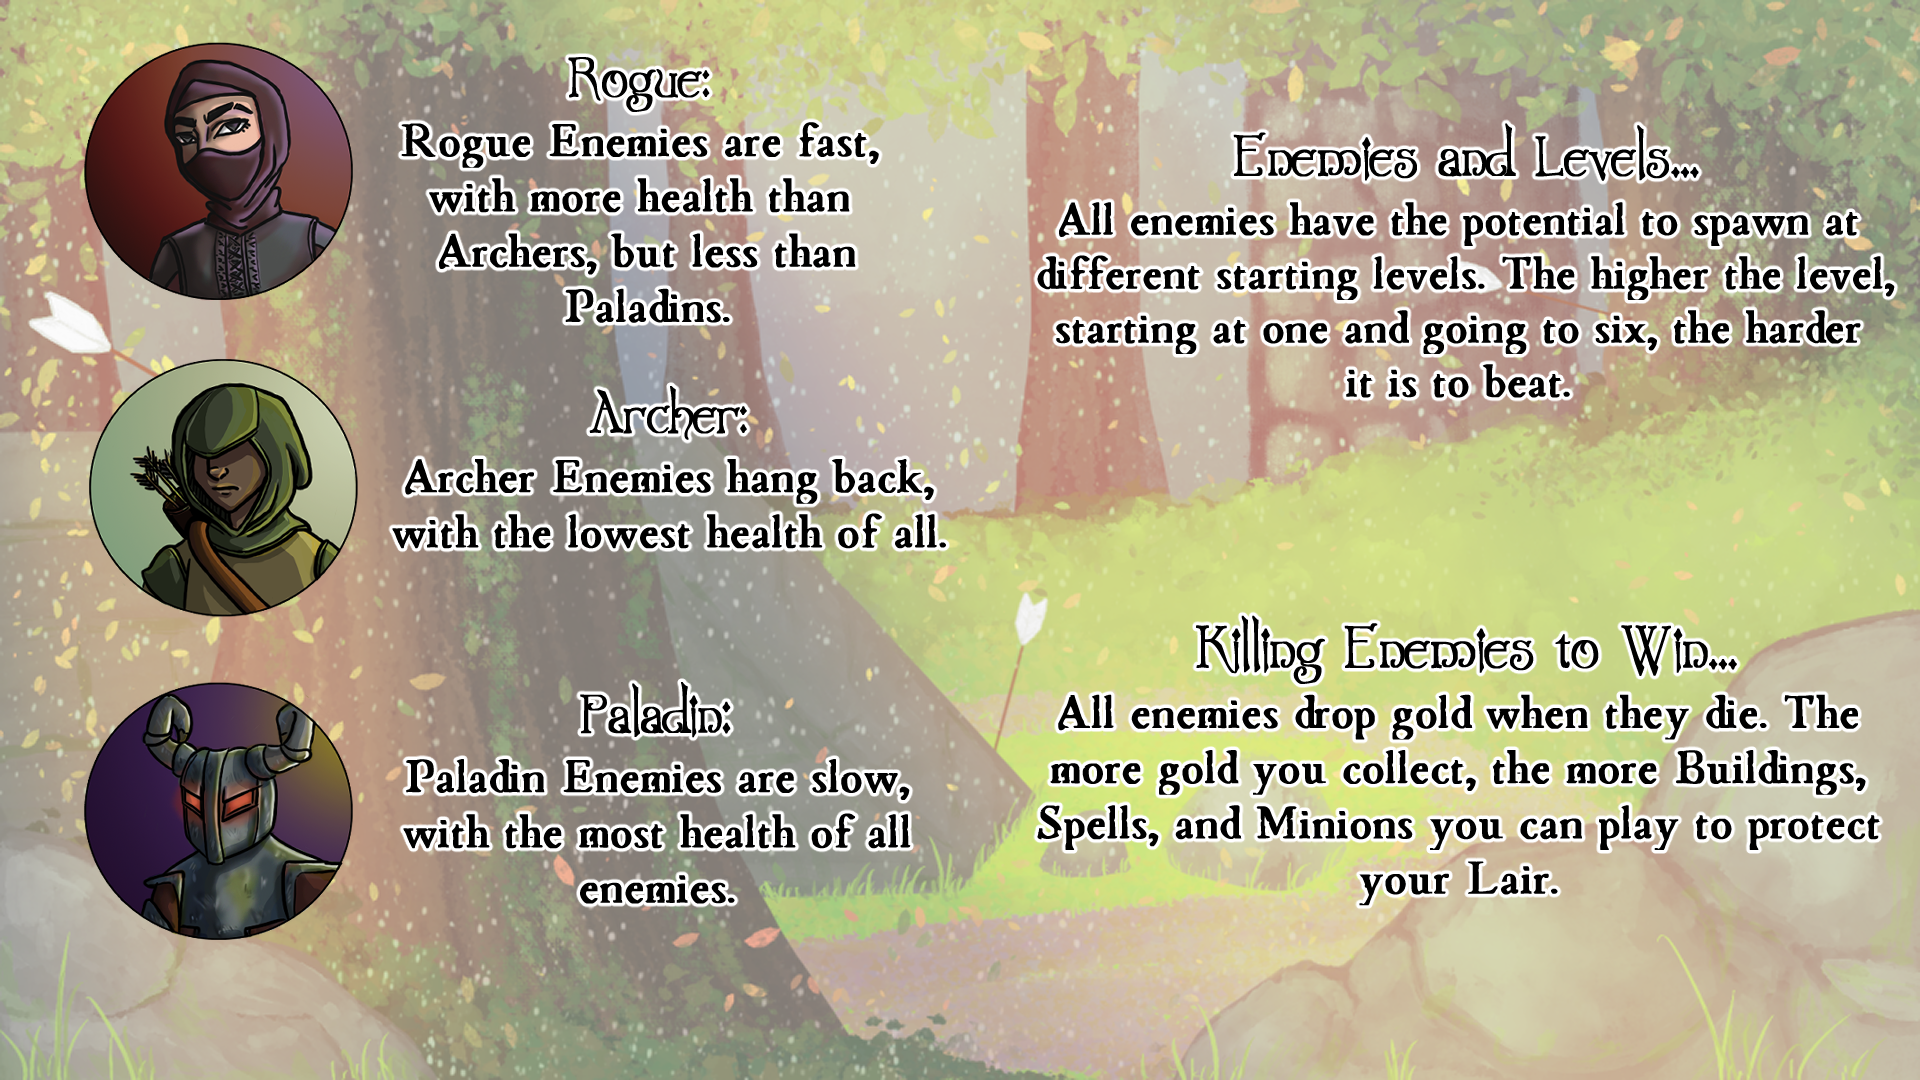 Rogue:
Rogue Enemies are fast,
with more health than
Archers, but less than
Paladins.
Archer:
Archer Enemies hang back,
with the lowest health of all.
Paladin:
Paladin Enemies are slow,
with the most health of all
enemies.
Enemies and Levels...
All enemies have the potential to spawn at
different starting levels. The higher the level,
starting at one and going to six, the harder
it is to beat.
Killing Enemies to Win...
All enemies drop gold when they die. The
more gold you collect, the more Buildings,
Spells, and Minions you can play to protect
your Lair.